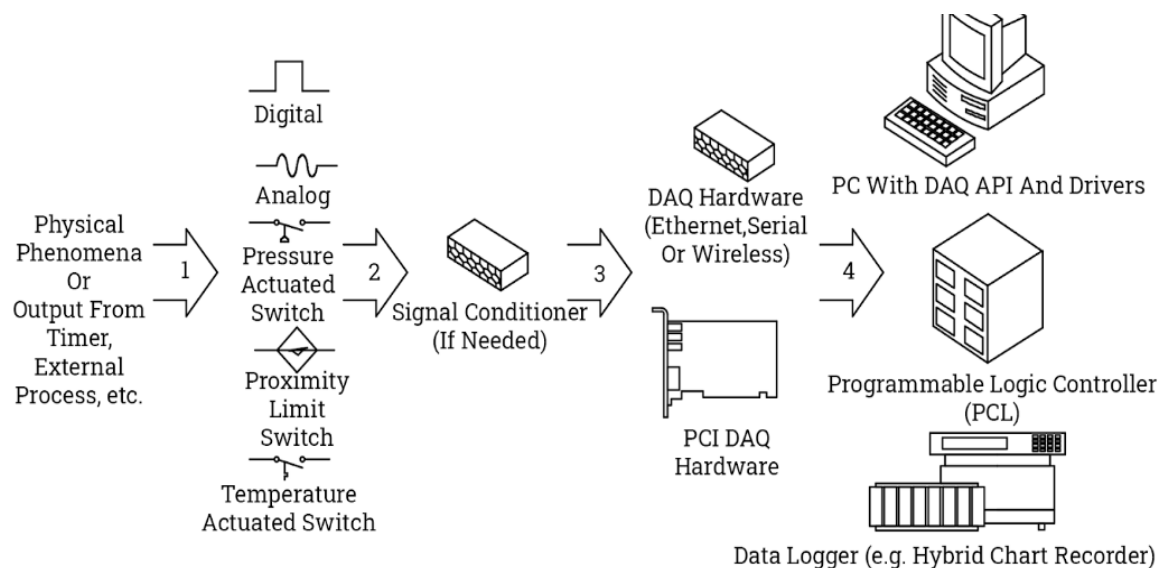 Physical
Phenomena
Or
Output From
Timer,
External
Process, etc.
1
Digital
Analog
Pressure
Actuated
Switch
Proximity
Limit
Switch
Temperature
Actuated Switch
2
Signal Conditioner
(If Needed)
3
DAQ Hardware
(Ethernet,Serial
Or Wireless)
PCI DAQ
Hardware
4
PC With DAQ API And Drivers
Programmable Logic Controller
(PCL)
Data Logger (e.g. Hybrid Chart Recorder)